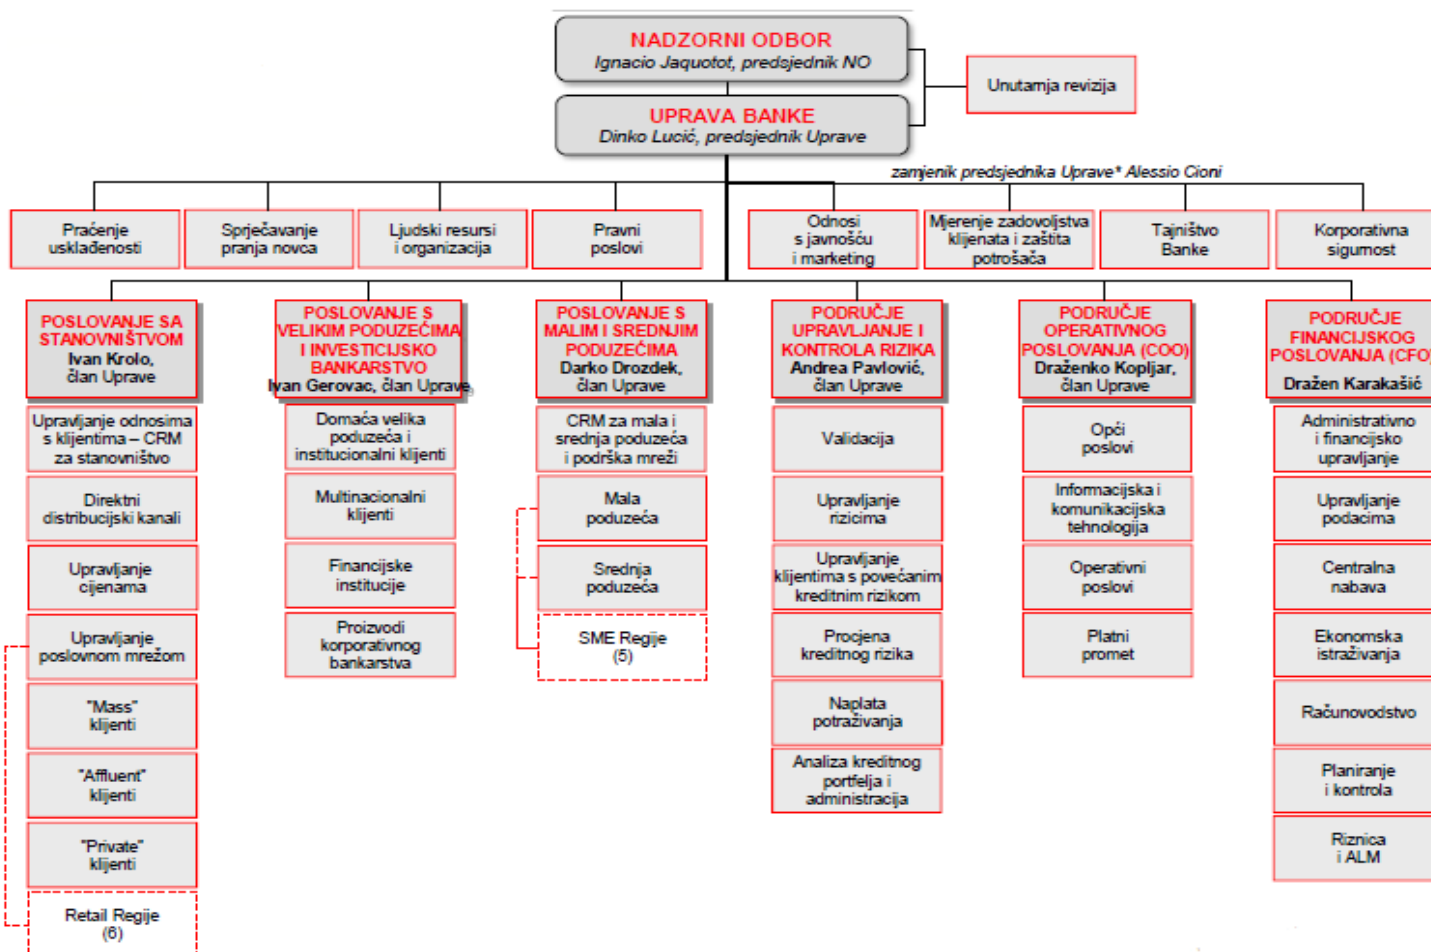 NADZORNI ODBOR
Ignacio Jaquotot, predsjednik NO
Unutarnja revizija
UPRAVA BANKE
Dinko Lucić, predsjednik Uprave
zamjenik predsjednika Uprave* Alessio Cioni
Praćenje
usklađenosti
Sprječavanje
pranja novca
Ljudski resursi
i organizacija
Pravni
poslovi
Odnosi
s javnošću
i marketing
Mjerenje zadovoljstva
klijenata i zaštita
potrošača
Tajništvo
Banke
Korporativna
sigurnost
POSLOVANJE SA
STANOVNIŠTVOM
Ivan Krolo,
član Uprave
Upravljanje odnosima
s klijentima – CRM
za stanovništvo
Direktni
distribucijski kanali
Upravljanje
cijenama
Upravljanje
poslovnom mrežom
"Mass"
klijenti
"Affluent"
klijenti
"Private"
klijenti
Retail Regije
(6)
POSLOVANJE S
VELIKIM PODUZEĆIMA
I INVESTICIJSKO
BANKARSTVO
Ivan Gerovac, član Uprave,
Domaća velika
poduzeća i
institucionalni klijenti
Multinacionalni
klijenti
Financijske
institucije
Proizvodi
korporativnog
bankarstva
POSLOVANJE S
MALIM I SREDNJIM
PODUZEĆIMA
Darko Drozdek,
član Uprave
CRM za mala i
srednja poduzeća
i podrška mreži
Mala
poduzeća
Srednja
poduzeća
SME Regije
(5)
PODRUČJE
UPRAVLJANJE I
KONTROLA RIZIKA
Andrea Pavlović,
član Uprave
Validacija
Upravljanje
rizicima
Upravljanje
klijentima s povećanim
kreditnim rizikom
Procjena
kreditnog rizika
Naplata
potraživanja
Analiza kreditnog
portfelja i
administracija
PODRUČJE
OPERATIVNOG
POSLOVANJA (COO)
Draženko Kopljar,
član Uprave
Opći
poslovi
Informacijska i
komunikacijska
tehnologija
Operativni
poslovi
Platni
promet
PODRUČJE
FINANCIJSKOG
POSLOVANJA (CFO)
Dražen Karakašić
Administrativno
i financijsko
upravljanje
Upravljanje
podacima
Centralna
nabava
Ekonomska
istraživanja
Računovodstvo
Planiranje
i kontrola
Riznica
i ALM